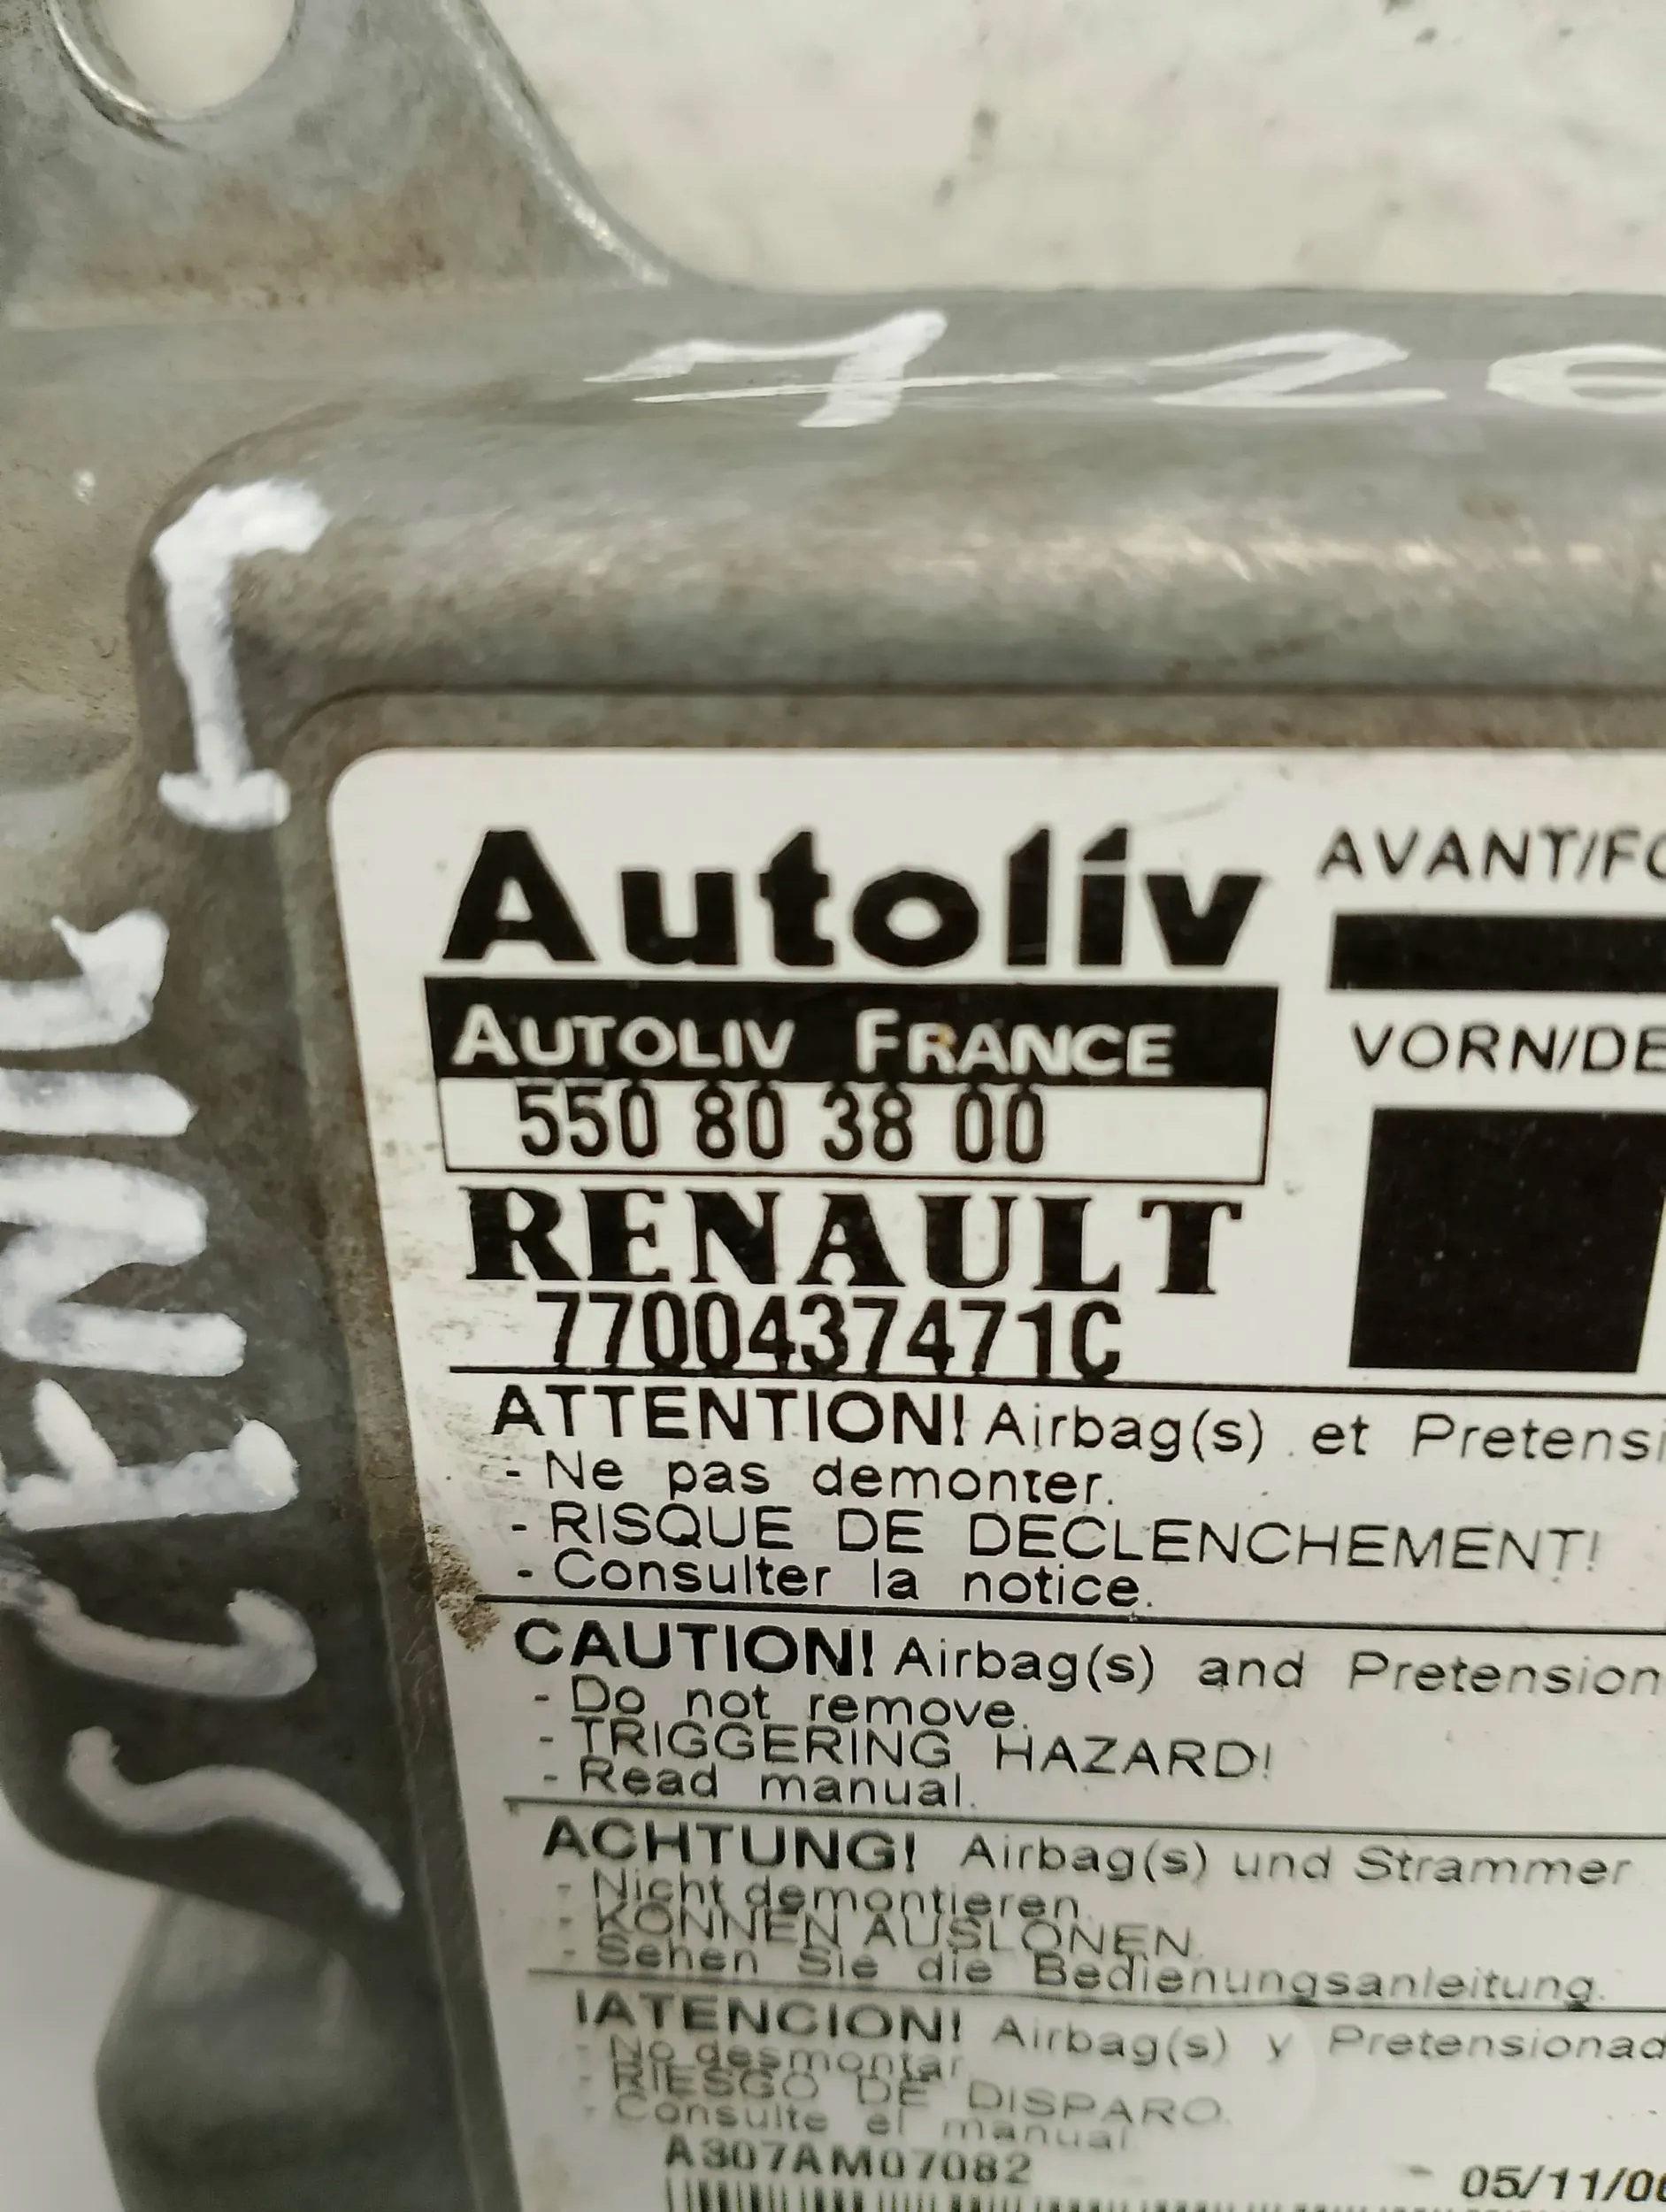 7 26
Autoliv
AUTOLIV FRANCE
550 80 38 00
RENAULT
7700437471C
AVANT/FO
VORN/DE
ATTENTION! Airbag(s) et Pretensi
- Ne pas demonter.
- RISQUE DE DECLENCHEMENT!
- Consulter la notice.
CAUTION! Airbag(s) and Pretension
- Do not remove.
- TRIGGERING HAZARD!
- Read manual.
ACHTUNG! Airbag(s) und Strammer
- Nicht demontieren.
- KONNEN AUSLONEN.
- Sehen Sie die Bedienungsanleitung.
!ATENCION! Airbag(s) y Pretensionad
- No desmontar.
- RIESGO DE DISPARO.
- Consulte el manual
A307AM07082
05/11/00
SCENIC I